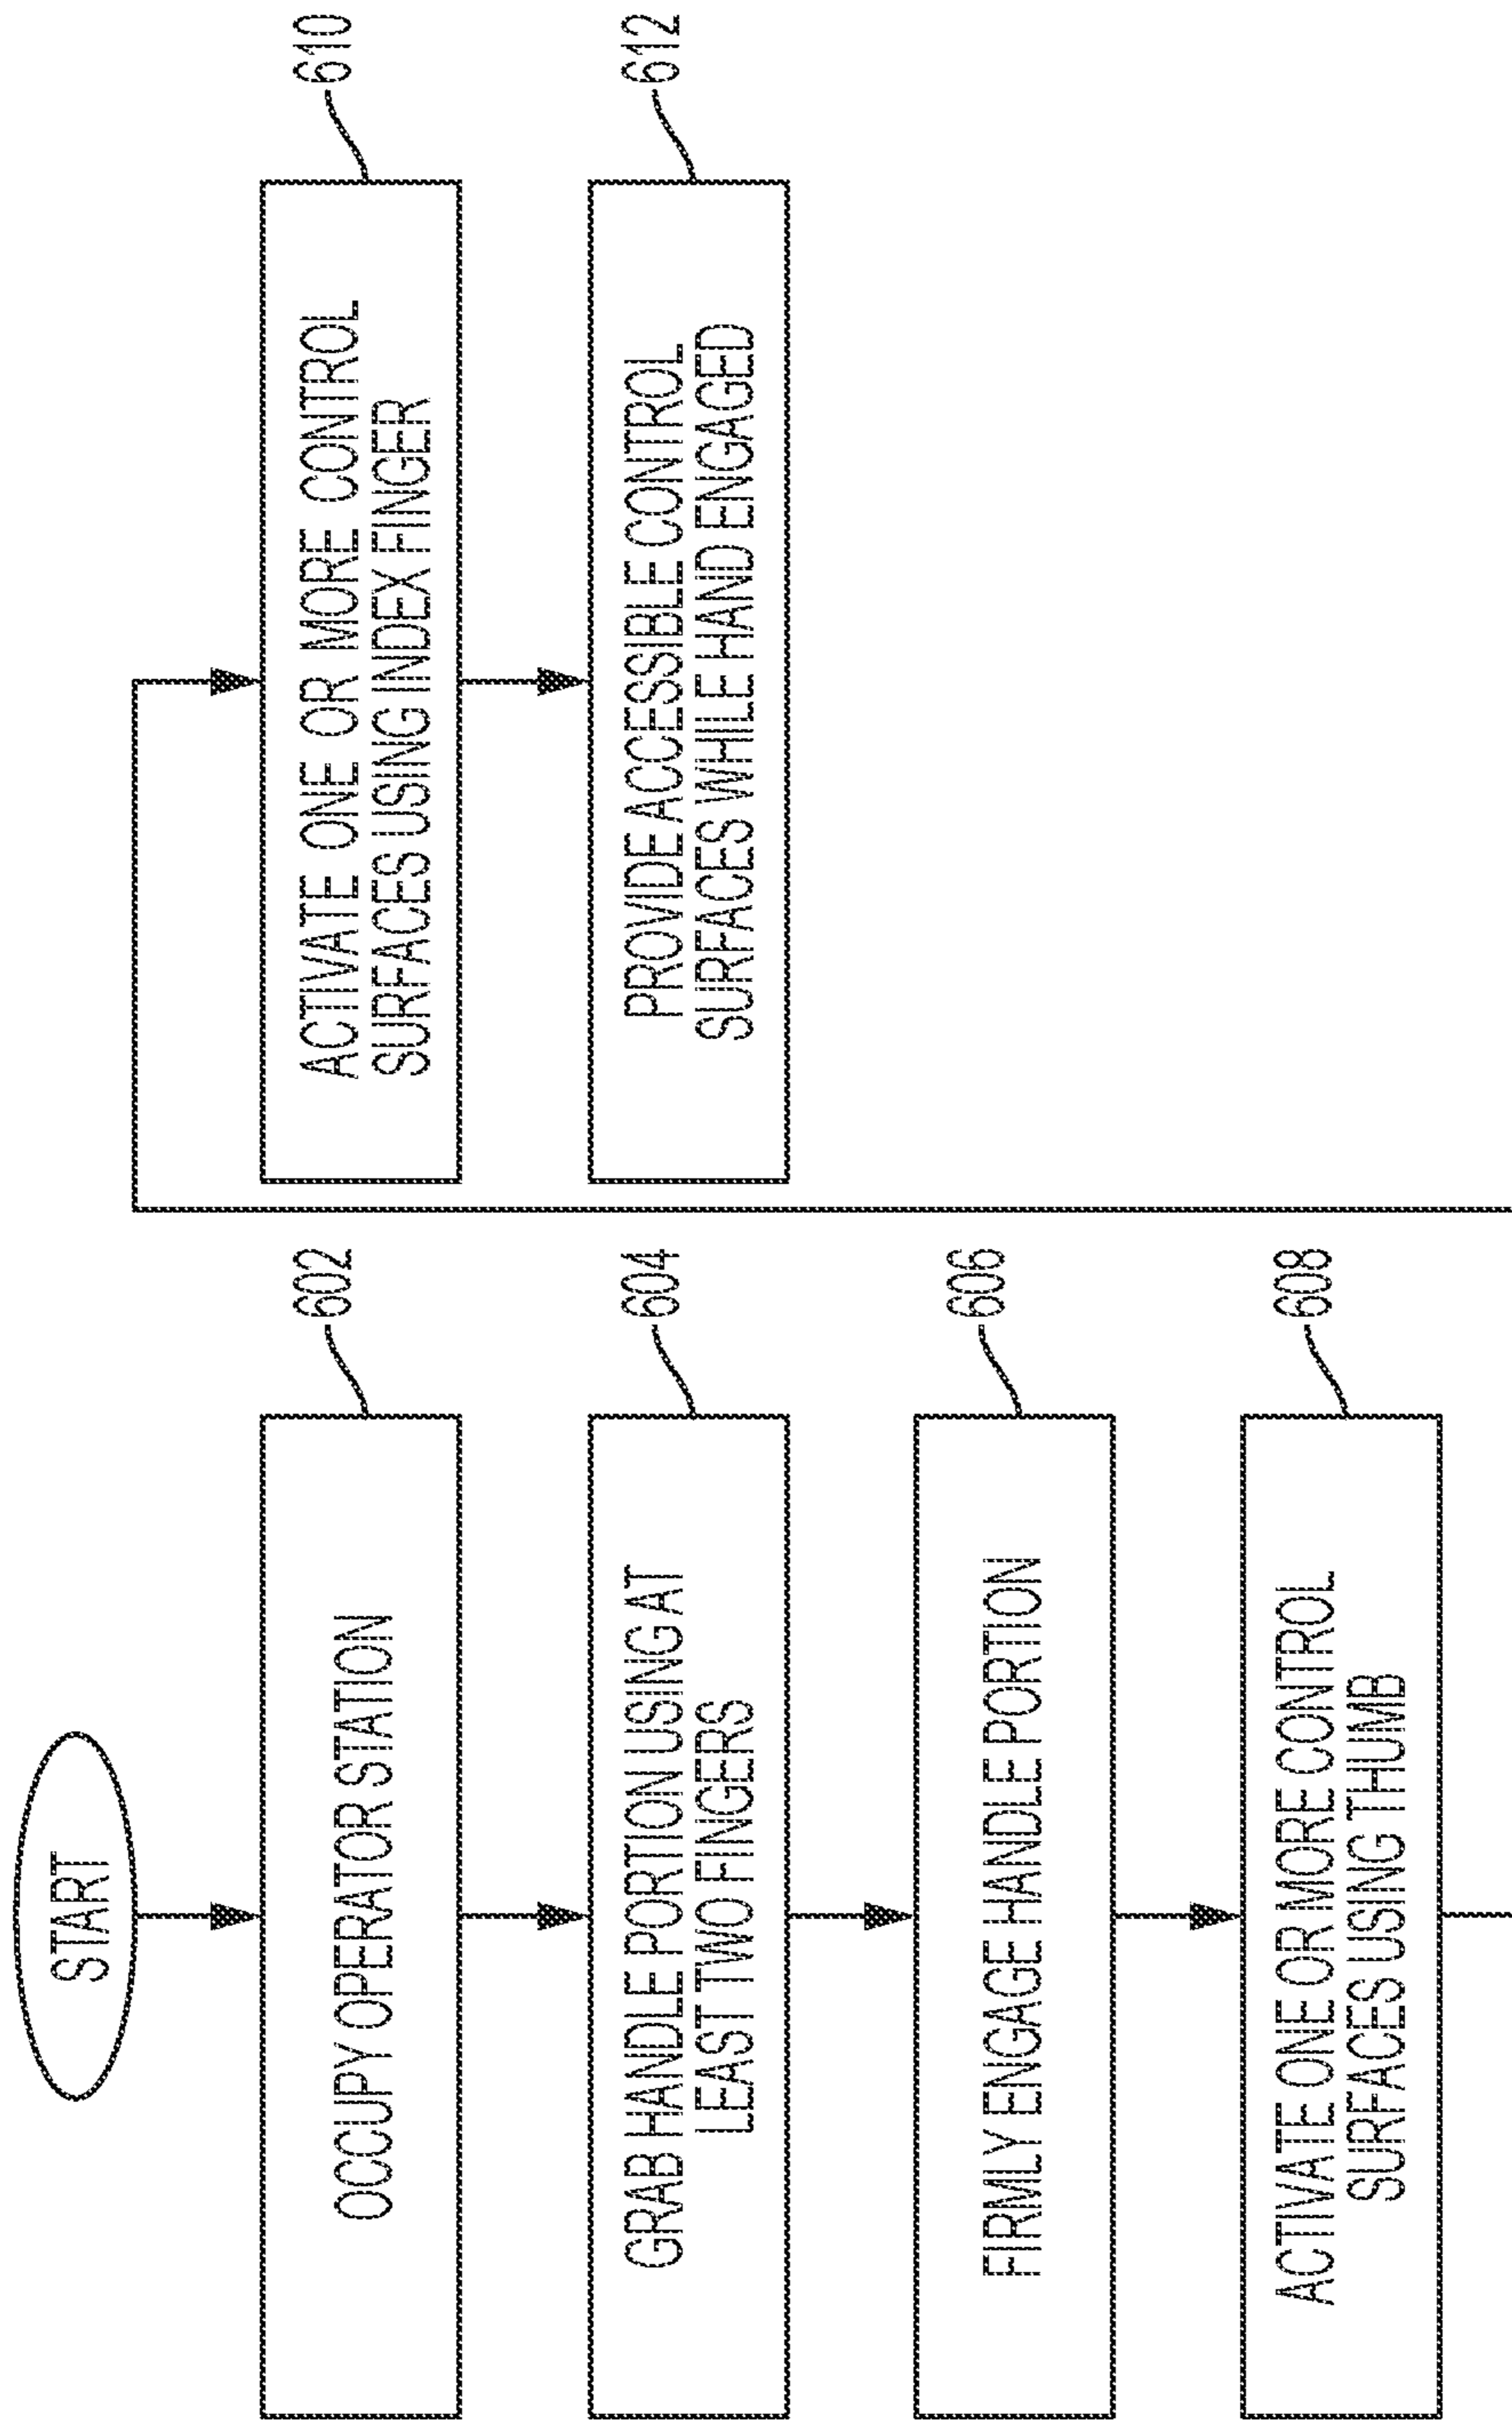 START
OCCUPY OPERATOR STATION
602
GRAB HANDLE PORTION USING AT
LEAST TWO FINGERS
604
FIRMLY ENGAGE HANDLE PORTION
606
ACTIVATE ONE OR MORE CONTROL
SURFACES USING THUMB
608
ACTIVATE ONE OR MORE CONTROL
SURFACES USING INDEX FINGER
610
PROVIDE ACCESSIBLE CONTROL
SURFACES WHILE HAND ENGAGED
612